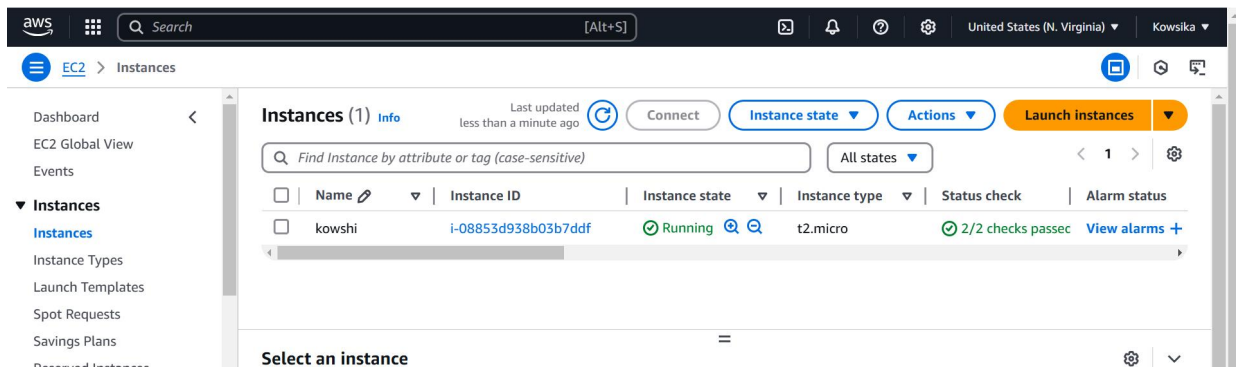 aws
Search
[Alt+S]
United States (N. Virginia)
Kowsika
EC2 > Instances
Dashboard
EC2 Global View
Events
Instances
Instances
Instance Types
Launch Templates
Spot Requests
Savings Plans
Reserved Instances
Instances (1) Info
Last updated
less than a minute ago
Connect
Instance state
Actions
Launch instances
Find Instance by attribute or tag (case-sensitive)
All states
1
Name Instance ID Instance state Instance type Status check Alarm status
kowshi i-08853d938b03b7ddf Running t2.micro 2/2 checks passec View alarms +
Select an instance